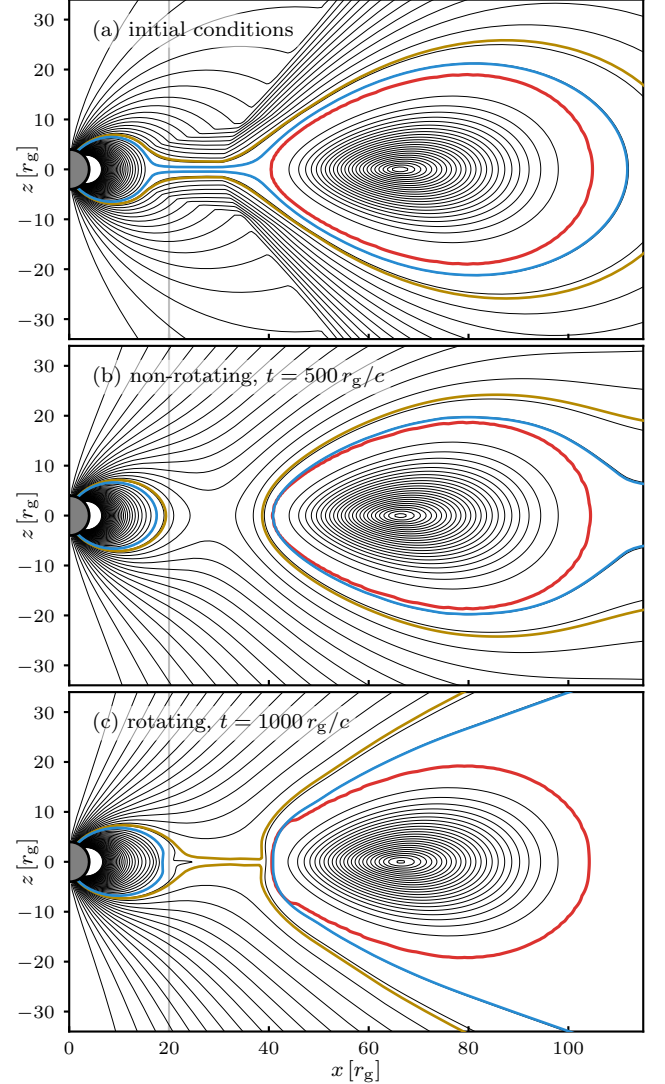 (a) initial conditions
30
20
10
0
−10
−20
−30
z [r_g]
(b) non-rotating, t = 500 r_g/c
30
20
10
0
−10
−20
−30
z [r_g]
(c) rotating, t = 1000 r_g/c
30
20
10
0
−10
−20
−30
z [r_g]
0 20 40 60 80 100
x [r_g]